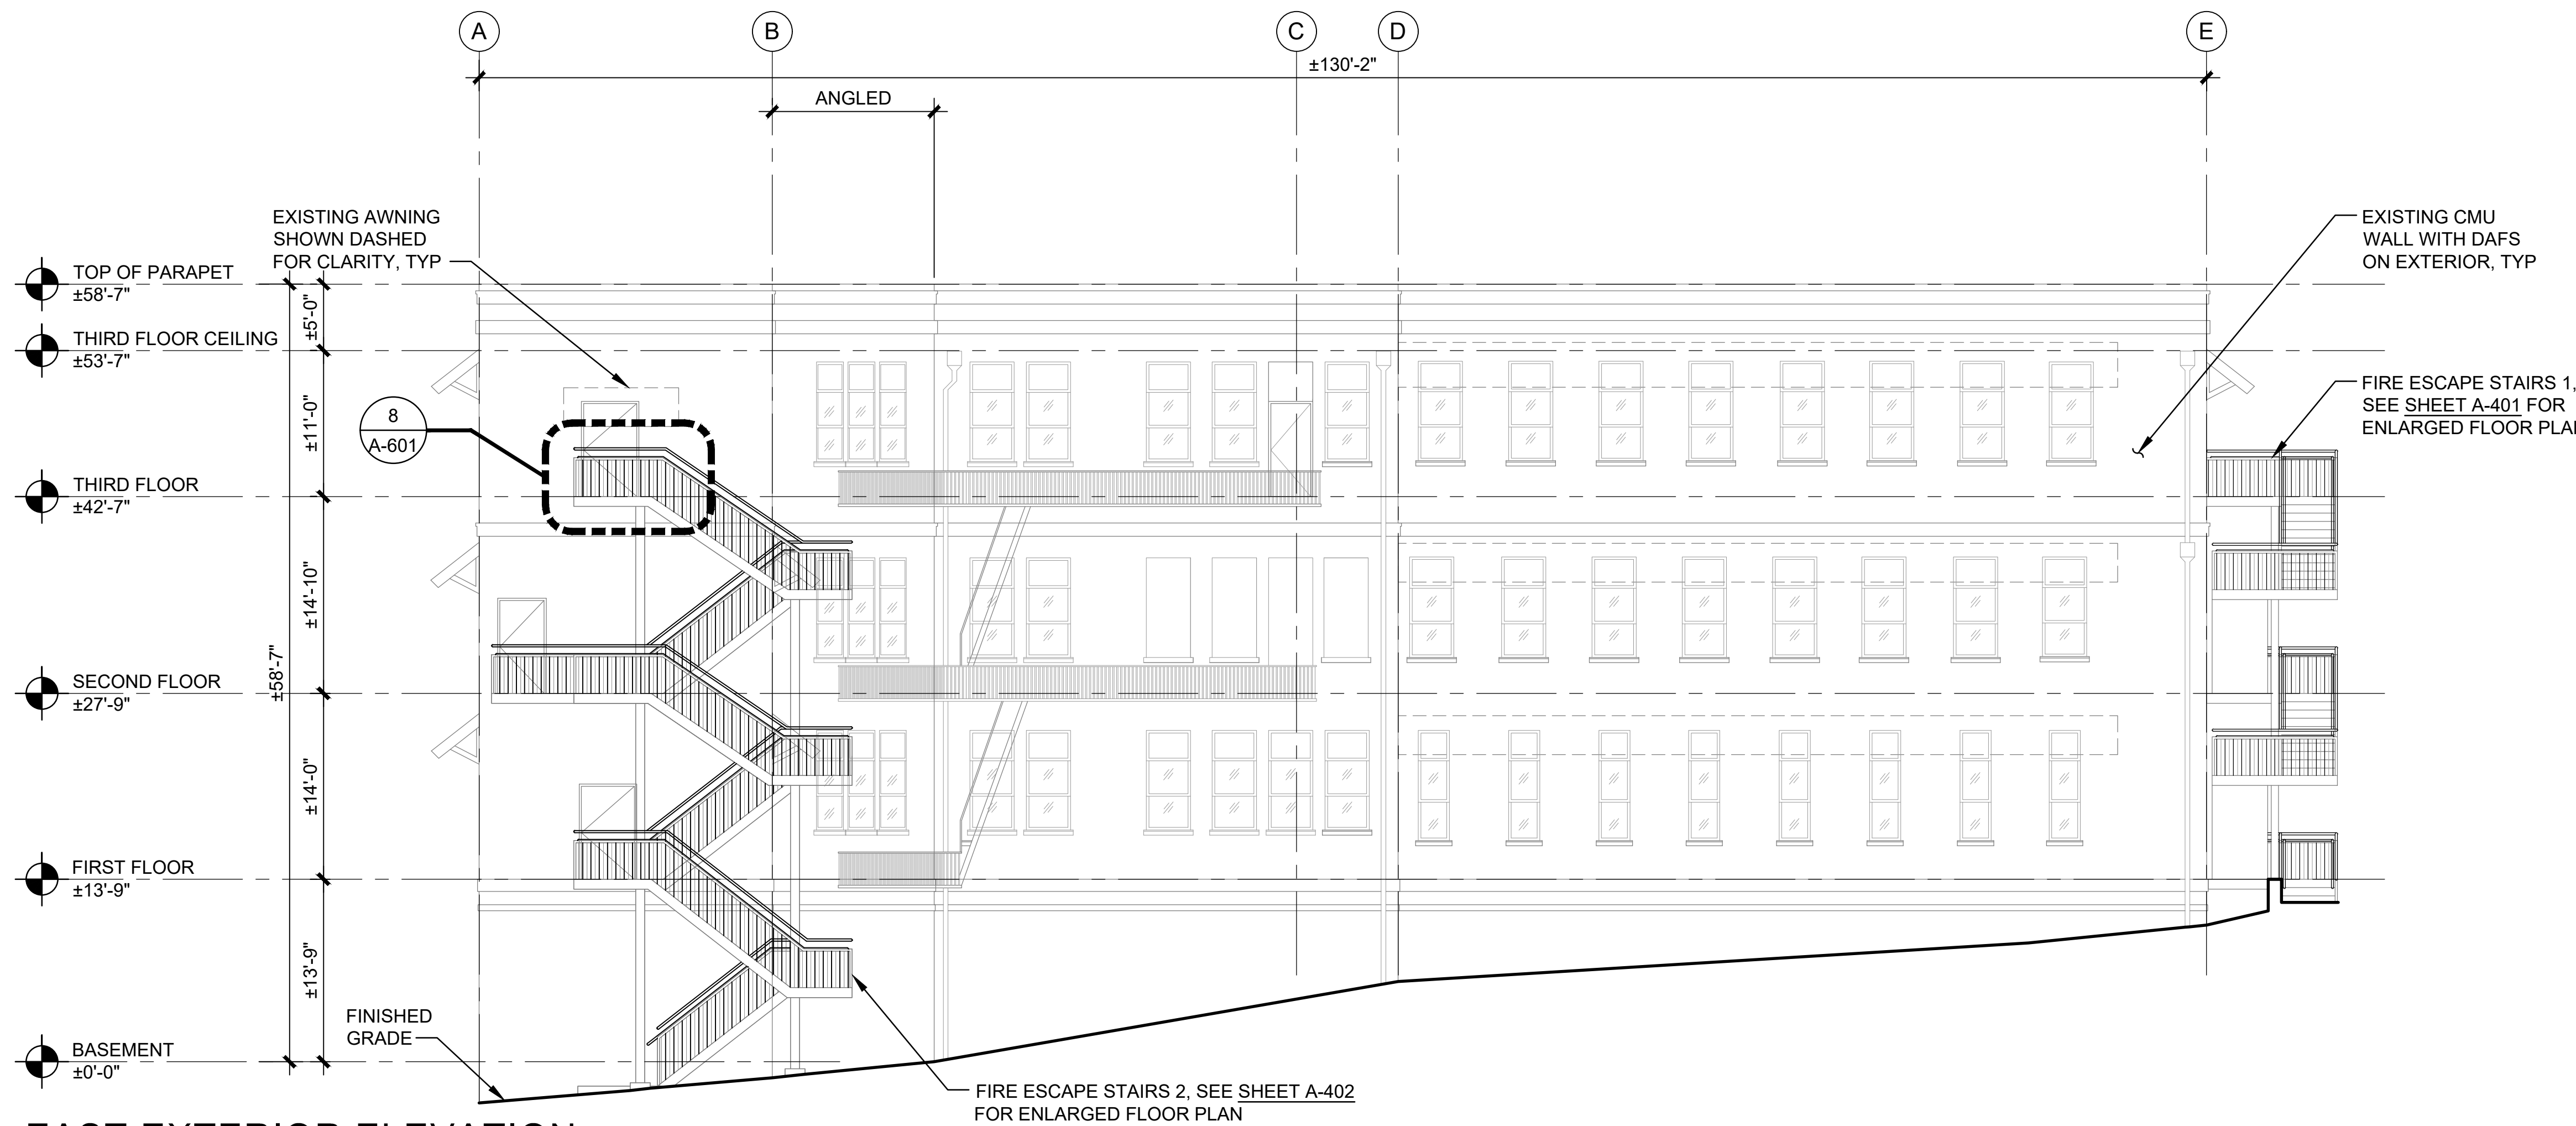 A
B
C
D
E
±130'-2"
ANGLED
EXISTING AWNING
SHOWN DASHED
FOR CLARITY, TYP
EXISTING CMU
WALL WITH DAFS
ON EXTERIOR, TYP
TOP OF PARAPET
±58'-7"
±5'-0"
THIRD FLOOR CEILING
±53'-7"
FIRE ESCAPE STAIRS 1,
SEE SHEET A-401 FOR
ENLARGED FLOOR PLAN
8
A-601
±11'-0"
THIRD FLOOR
±42'-7"
±14'-10"
±58'-7"
SECOND FLOOR
±27'-9"
±14'-0"
FIRST FLOOR
±13'-9"
±13'-9"
FINISHED
GRADE
BASEMENT
±0'-0"
FIRE ESCAPE STAIRS 2, SEE SHEET A-402
FOR ENLARGED FLOOR PLAN
EAST EXTERIOR ELEVATION